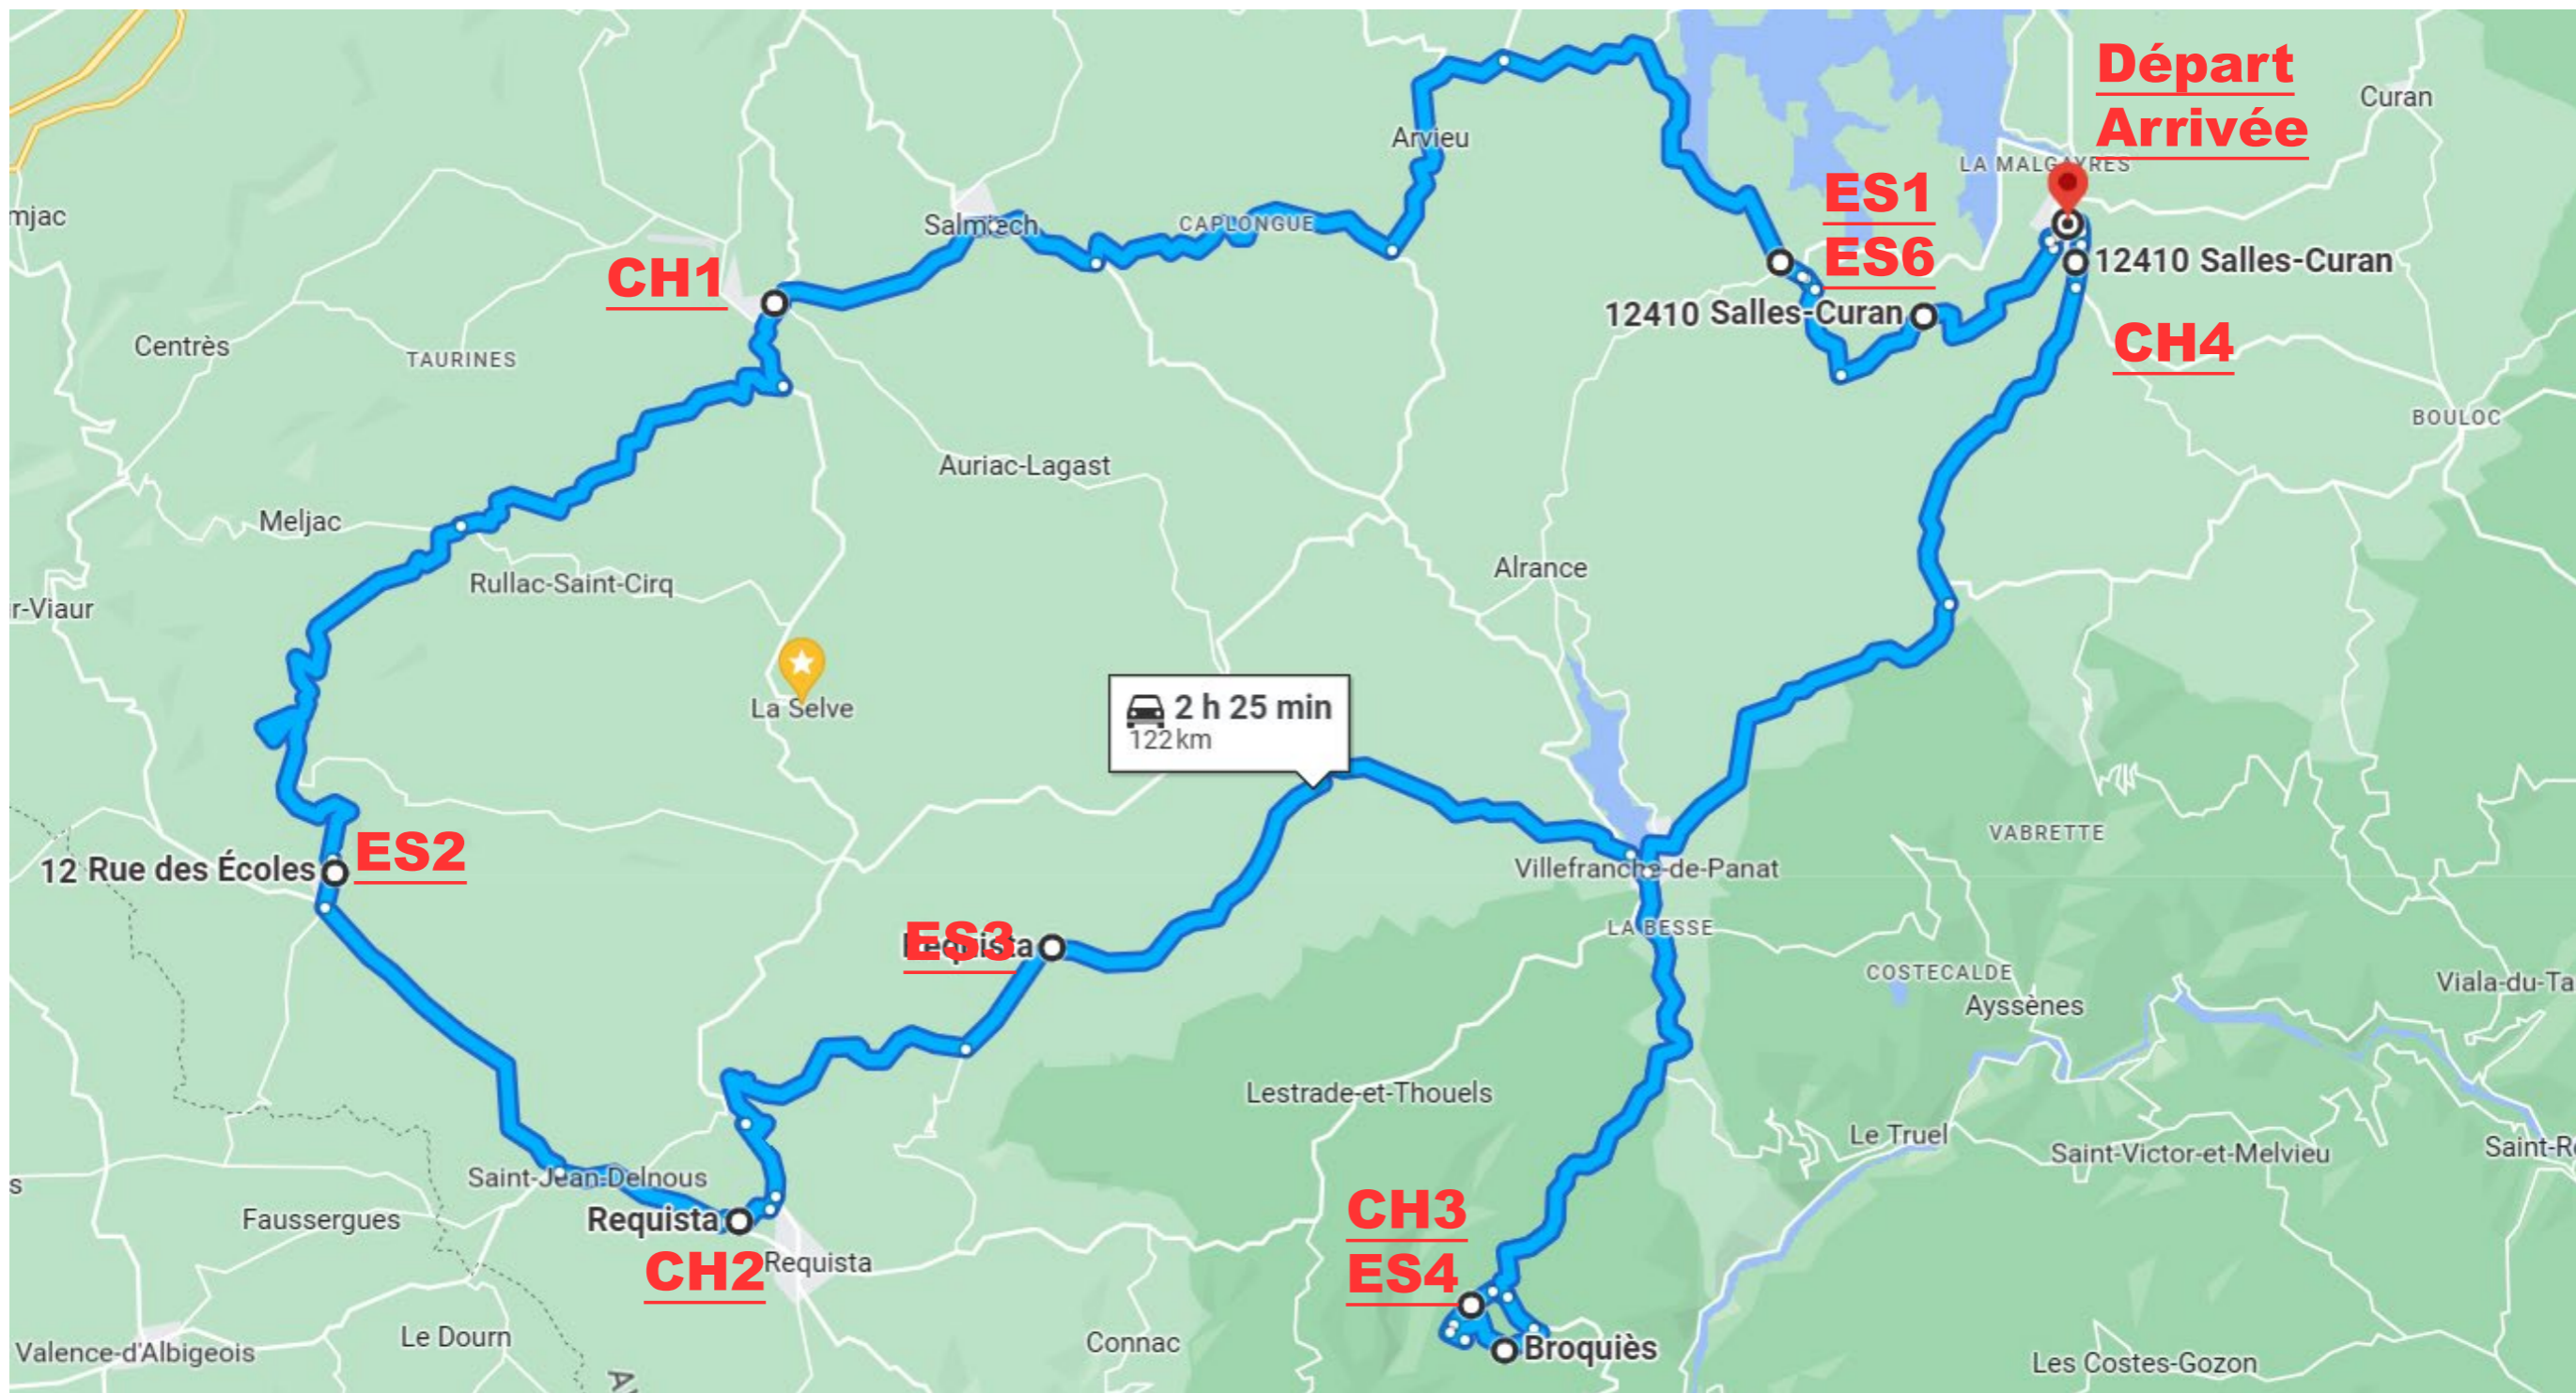 Départ
Arrivée
Curan
LA MALGAYRES
ES1
ES6
mjac
Salmiech
CAPLONGUE
Arvieu
12410 Salles-Curan
12410 Salles-Curan
CH1
CH4
Centrès
TAURINES
BOULOC
Auriac-Lagast
Meljac
Alrance
Rullac-Saint-Cirq
r-Viaur
La Selve
2 h 25 min
122 km
VABRETTE
12 Rue des Écoles
ES2
Villefranche-de-Panat
LA BESSE
ES3
Requista
COSTECALDE
Viala-du-Ta
Ayssènes
Lestrade-et-Thouels
Le Truel
Saint-Victor-et-Melvieu
Saint-R
Saint-Jean-Delnous
s
Faussergues
Requista
CH2
Requista
CH3
ES4
Valence-d'Albigeois
Le Dourn
Connac
Broquiès
Les Costes-Gozon